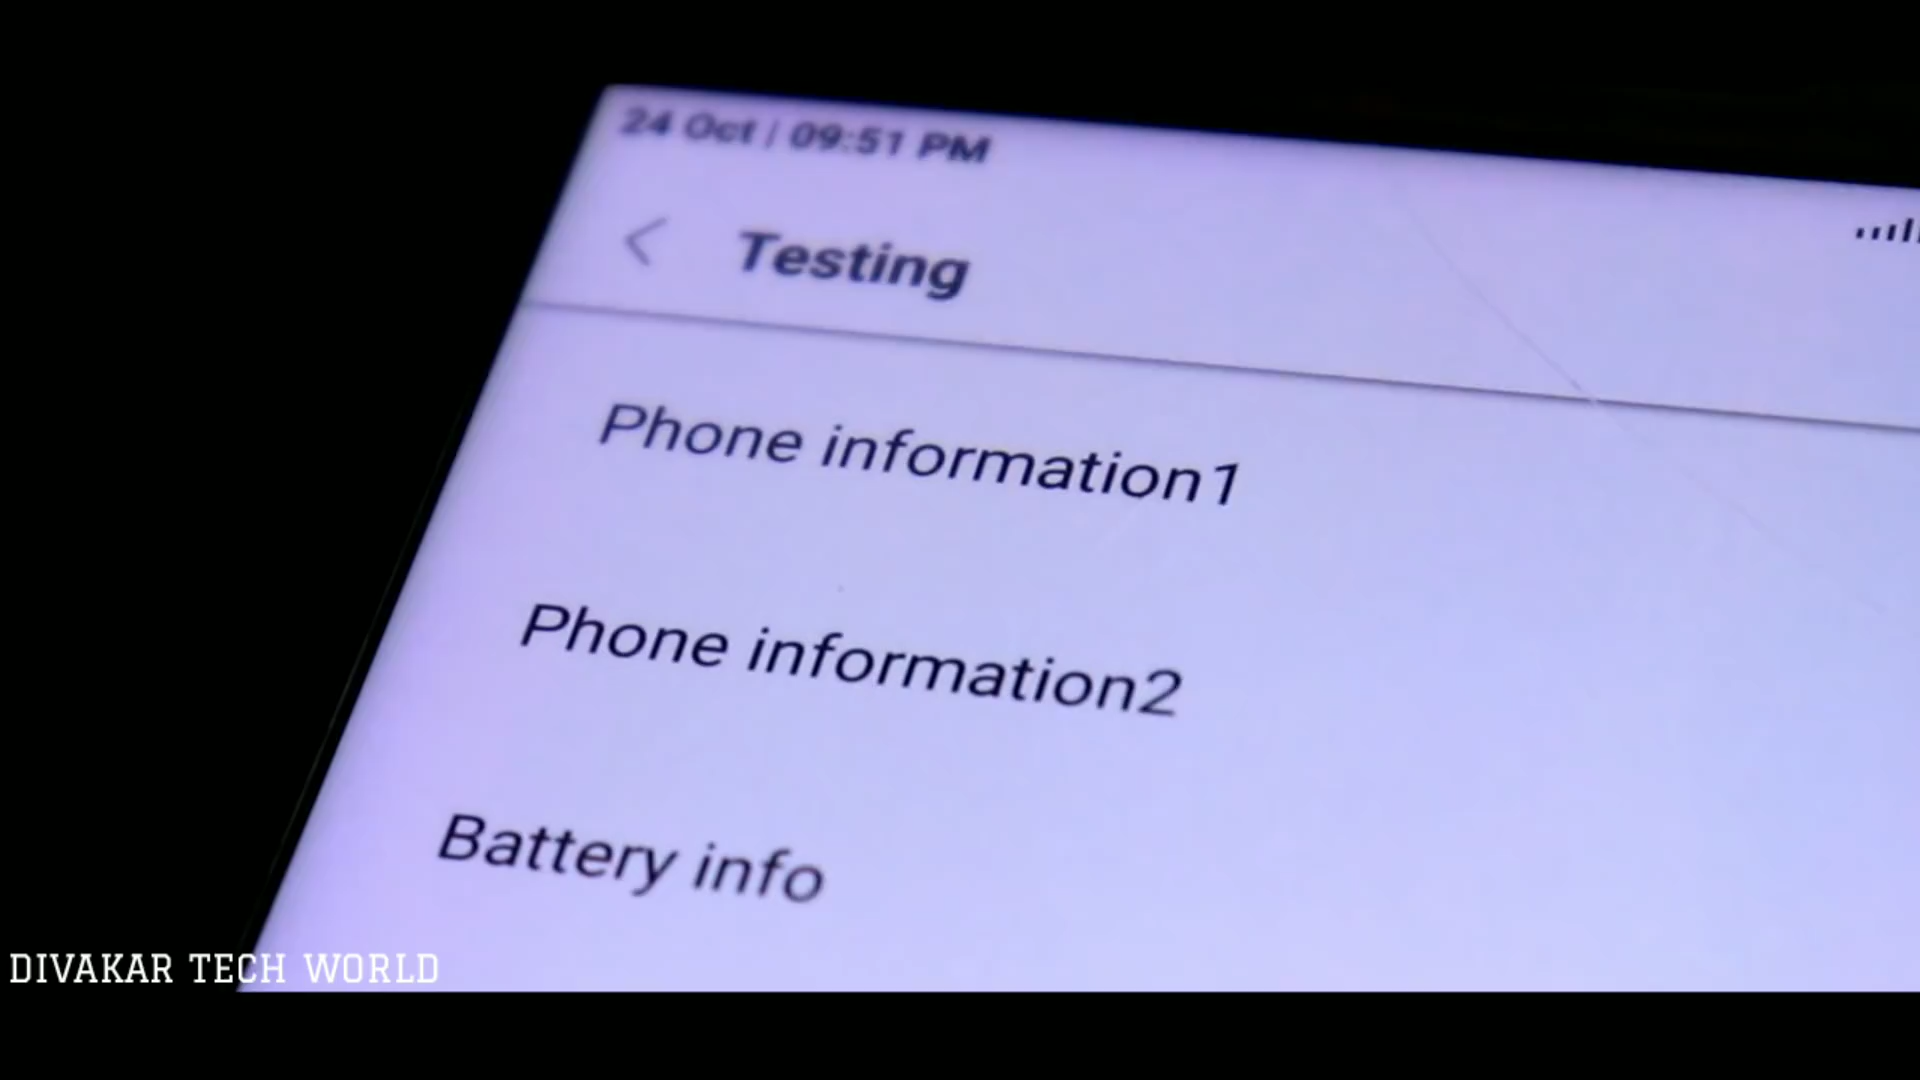 24 Oct | 09:51 PM
Testing
Phone information1
Phone information2
Battery info
DIVAKAR TECH WORLD